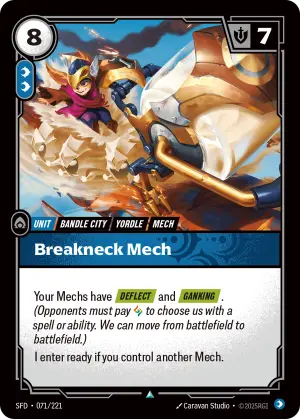 8
7
UNIT BANDLE CITY YORDLE MECH
Breakneck Mech
Your Mechs have DEFLECT and GANKING.
(Opponents must pay to choose us with a
spell or ability. We can move from battlefield to
battlefield.)
I enter ready if you control another Mech.
SFD • 071/221
Caravan Studio • ©2025RGI